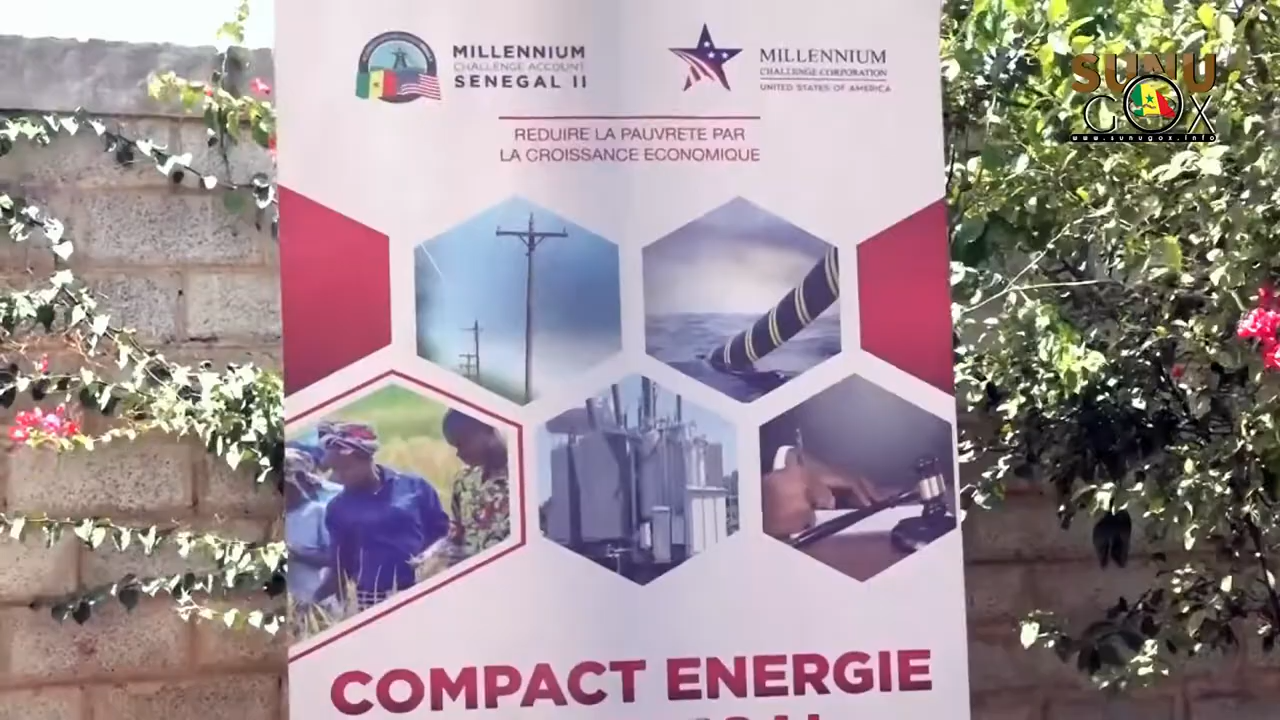 MILLENNIUM
CHALLENGE ACCOUNT
SENEGAL II
MILLENNIUM
CHALLENGE CORPORATION
UNITED STATES OF AMERICA
REDUIRE LA PAUVRETE PAR
LA CROISSANCE ECONOMIQUE
SUNU
GOX
www.sunugox.info
COMPACT ENERGIE